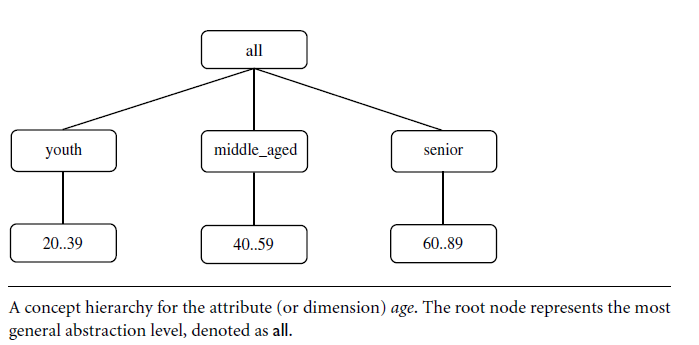 all
youth middle_aged senior
20..39 40..59 60..89
A concept hierarchy for the attribute (or dimension) age. The root node represents the most
general abstraction level, denoted as all.